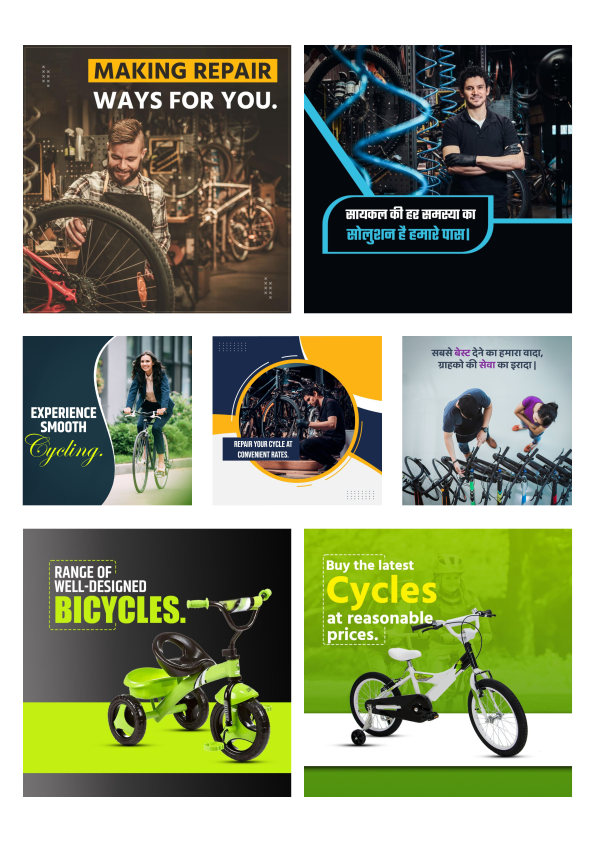 MAKING REPAIR
WAYS FOR YOU.
सायकल की हर समस्या का
सोलुशन है हमारे पास।
EXPERIENCE
SMOOTH
Cycling.
REPAIR YOUR CYCLE AT
CONVENIENT RATES.
सबसे बेस्ट देने का हमारा वादा,
ग्राहको की सेवा का इरादा |
RANGE OF
WELL-DESIGNED
BICYCLES.
Buy the latest
Cycles
at reasonable
prices.